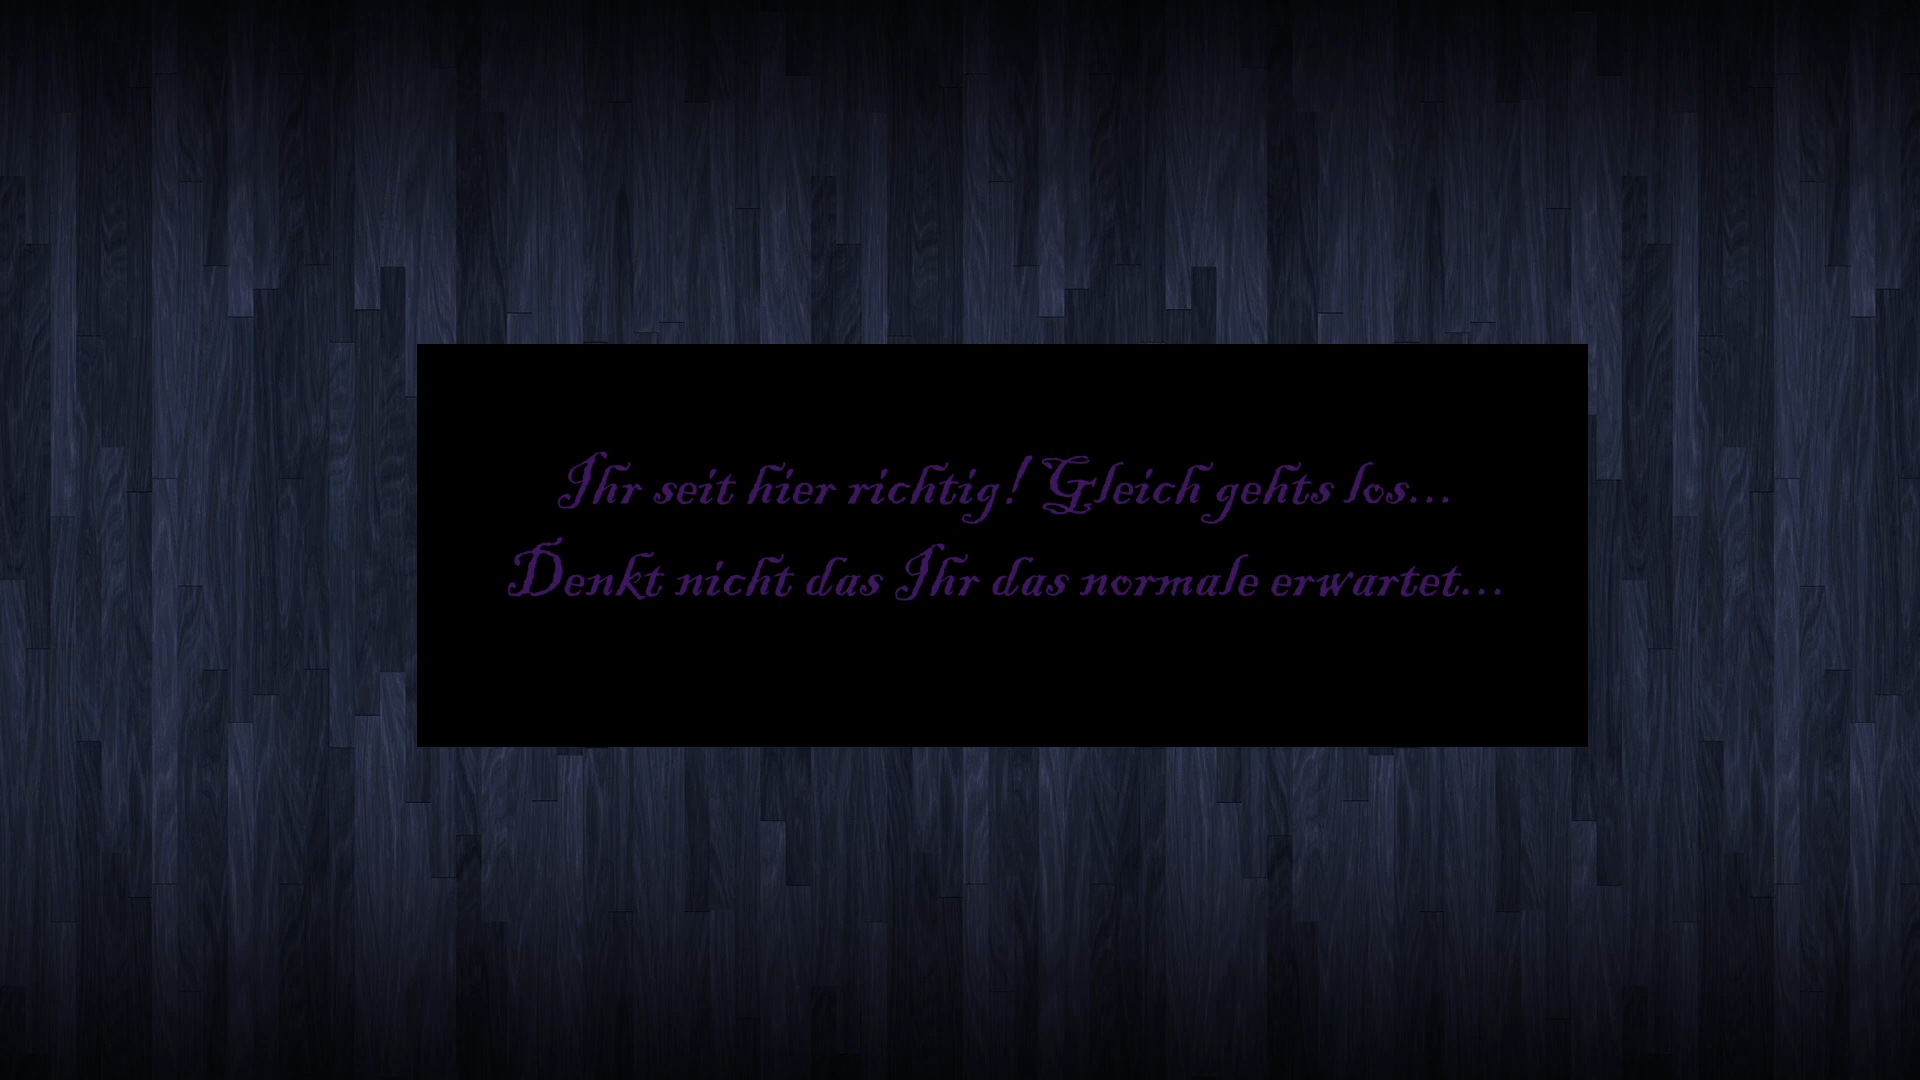 Ihr seit hier richtig! Gleich gehts los...
Denkt nicht das Ihr das normale erwartet...